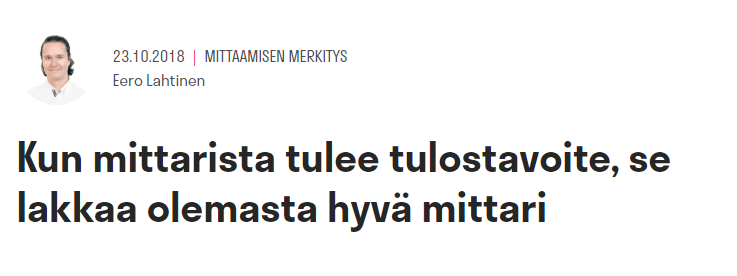 23.10.2018 | MITTAAMISEN MERKITYS
Eero Lahtinen
Kun mittarista tulee tulostavoite, se
lakkaa olemasta hyvä mittari